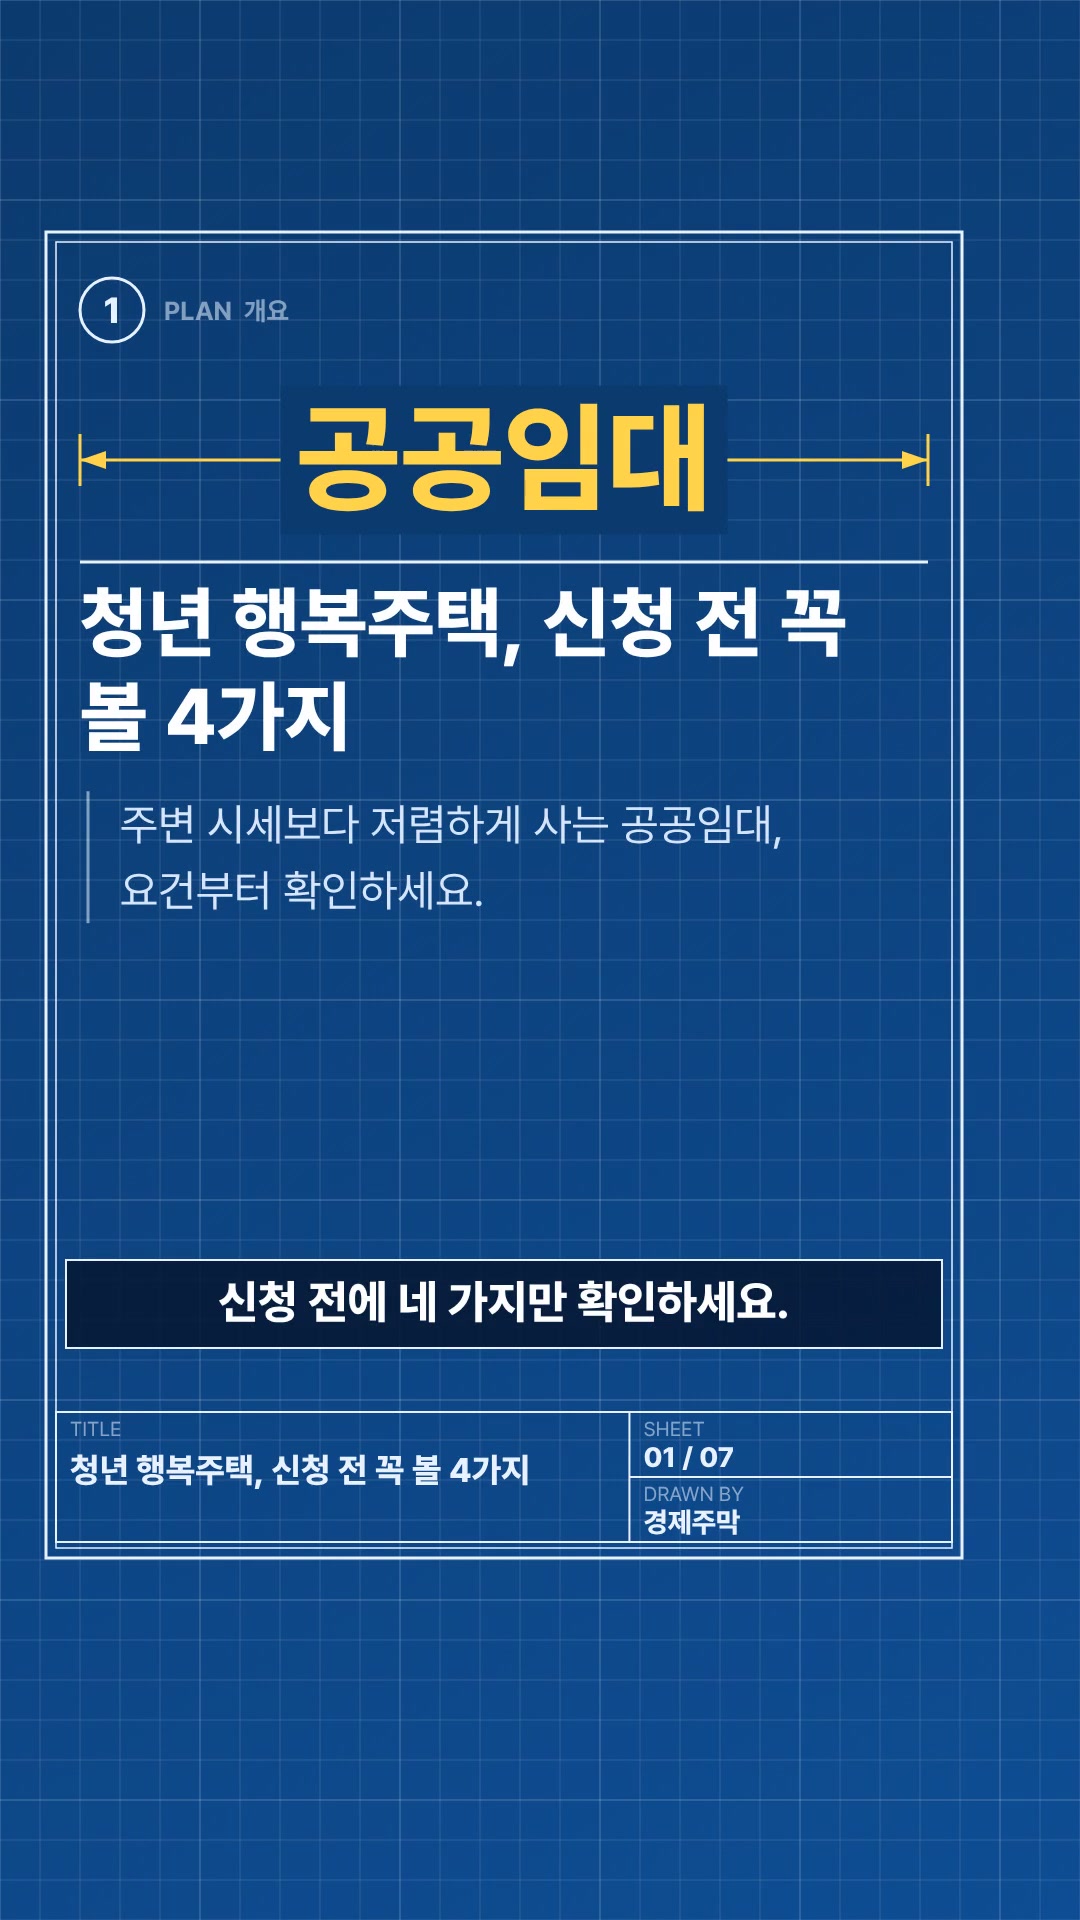 1 PLAN 개요
공공임대
청년 행복주택, 신청 전 꼭
볼 4가지
주변 시세보다 저렴하게 사는 공공임대,
요건부터 확인하세요.
신청 전에 네 가지만 확인하세요.
TITLE
청년 행복주택, 신청 전 꼭 볼 4가지
SHEET
01 / 07
DRAWN BY
경제주막